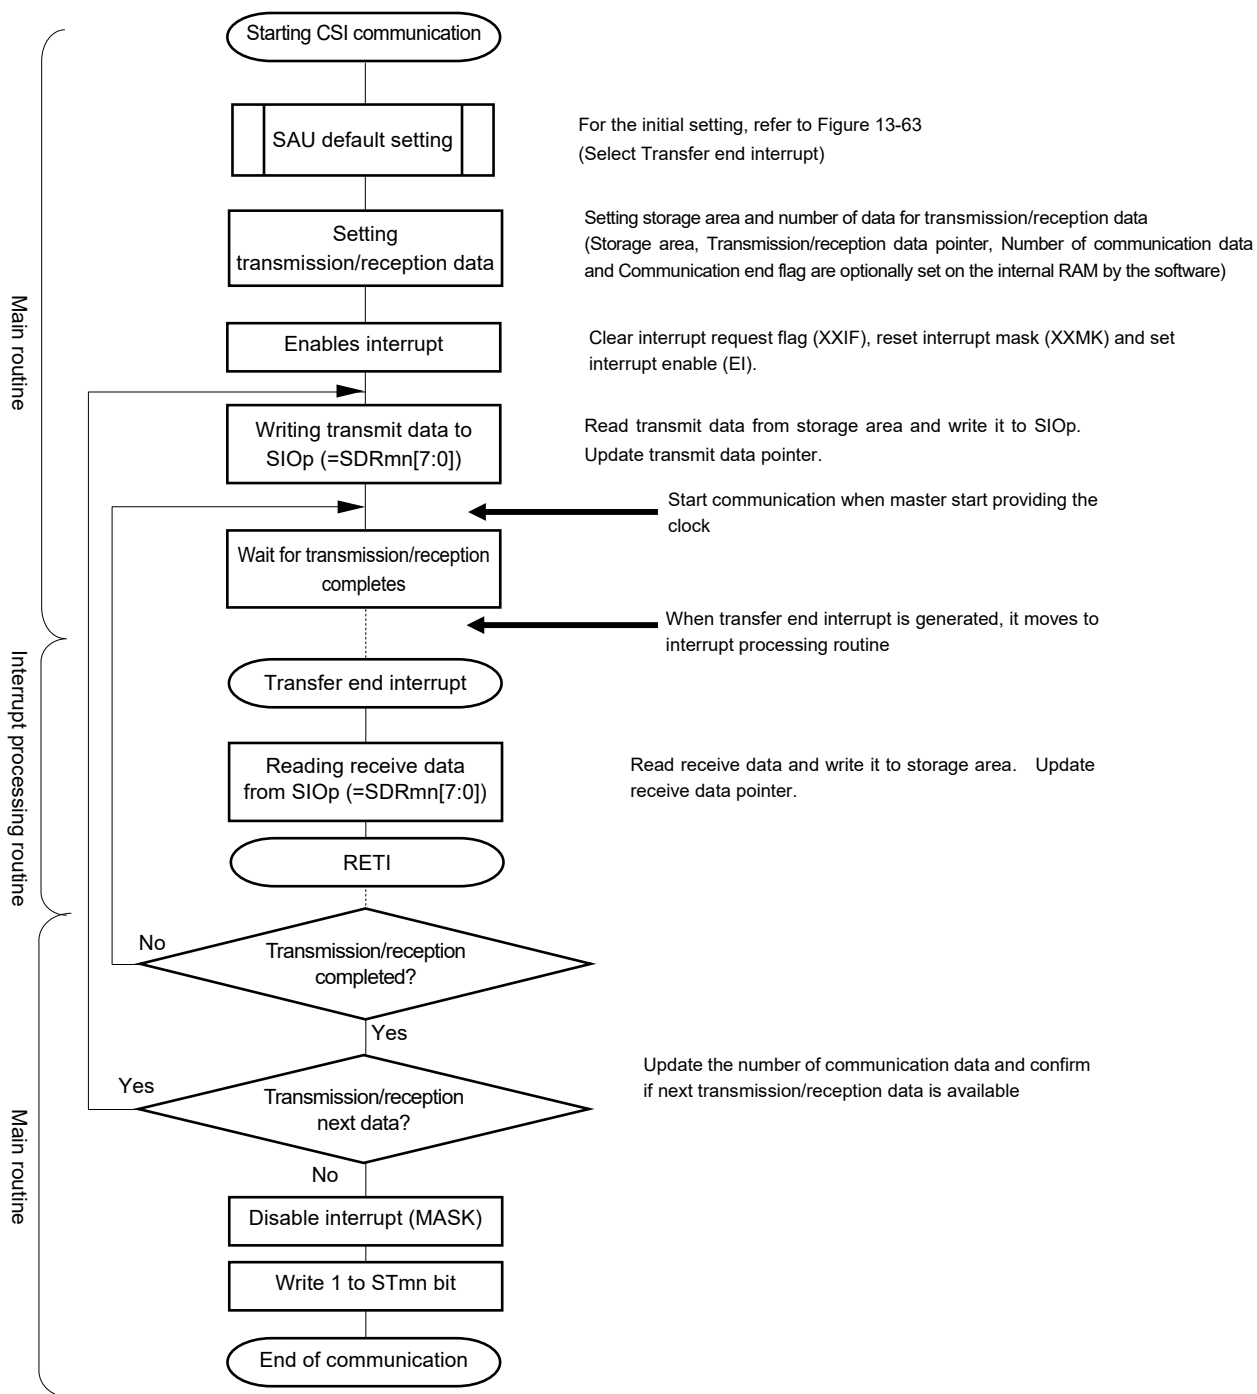 Starting CSI communication
SAU default setting
For the initial setting, refer to Figure 13-63
(Select Transfer end interrupt)
Setting
transmission/reception data
Setting storage area and number of data for transmission/reception data
(Storage area, Transmission/reception data pointer, Number of communication data
and Communication end flag are optionally set on the internal RAM by the software)
Main routine
Enables interrupt
Clear interrupt request flag (XXIF), reset interrupt mask (XXMK) and set
interrupt enable (EI).
Writing transmit data to
SIOp (=SDRmn[7:0])
Read transmit data from storage area and write it to SIOp.
Update transmit data pointer.
Start communication when master start providing the
clock
Wait for transmission/reception
completes
When transfer end interrupt is generated, it moves to
interrupt processing routine
Interrupt processing routine
Transfer end interrupt
Reading receive data
from SIOp (=SDRmn[7:0])
Read receive data and write it to storage area. Update
receive data pointer.
RETI
No
Transmission/reception
completed?
Yes
Main routine
Yes
Transmission/reception
next data?
Update the number of communication data and confirm
if next transmission/reception data is available
No
Disable interrupt (MASK)
Write 1 to STmn bit
End of communication